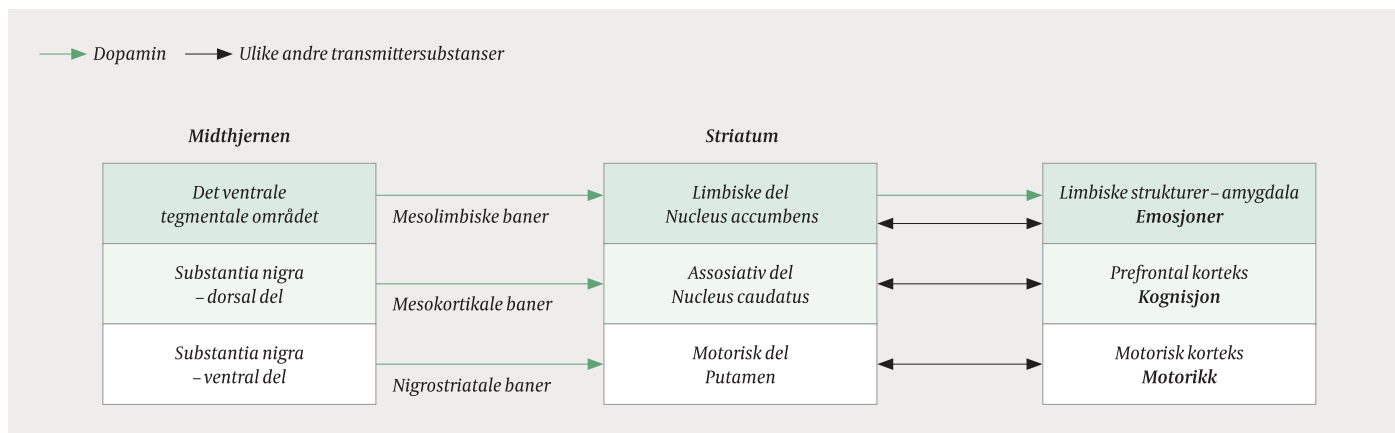 Dopamin
Ulike andre transmittersubstanser
Midthjernen
Striatum
Det ventrale
tegmentale området
Mesolimbiske baner
Limbiske del
Nucleus accumbens
Limbiske strukturer – amygdala
Emosjoner
Substantia nigra
– dorsal del
Mesokortikale baner
Assosiativ del
Nucleus caudatus
Prefrontal korteks
Kognisjon
Substantia nigra
– ventral del
Nigrostriatale baner
Motorisk del
Putamen
Motorisk korteks
Motorikk